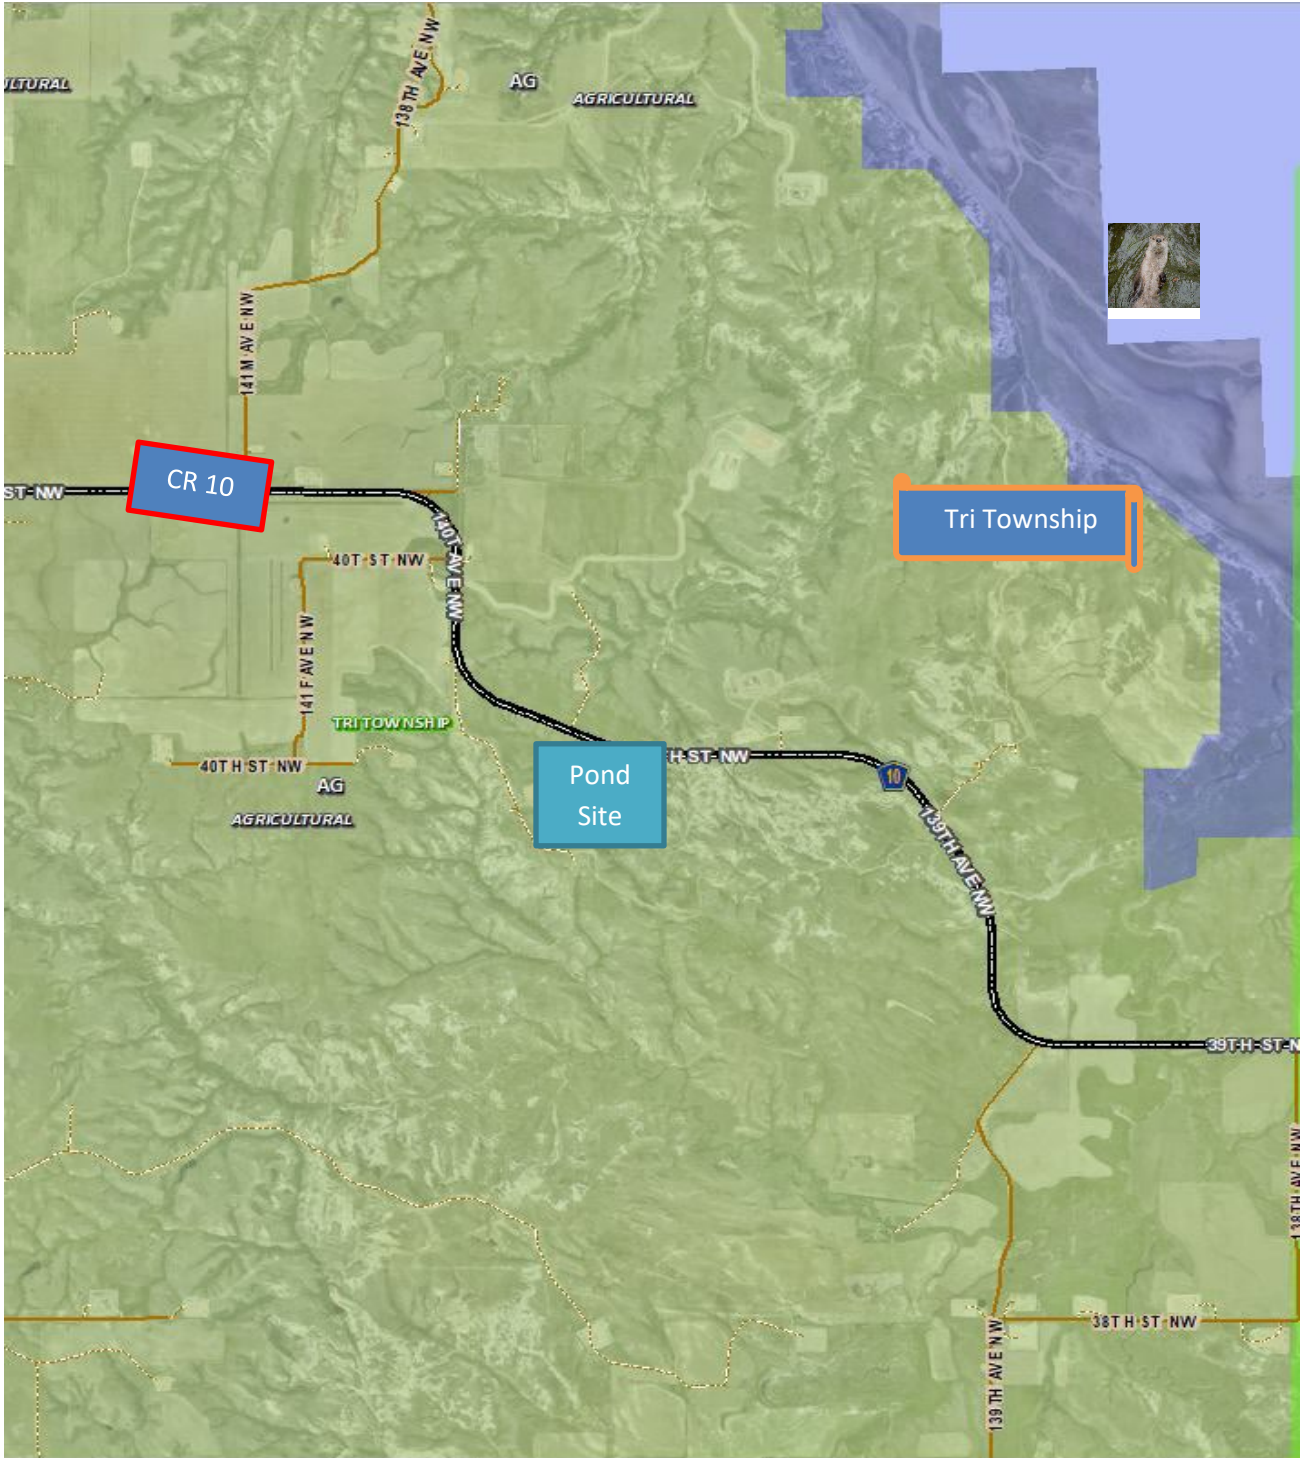 138TH AVE NW
AG
AGRICULTURAL
ULTURAL
141M AVE NW
CR 10
ST NW
Tri Township
140T AVE NW
40T ST NW
141F AVE NW
TRI TOWNSHIP
40TH ST NW
AG
AGRICULTURAL
Pond
Site
H ST NW
10
139TH AVE NW
39TH ST N
138TH AVE NW
38TH ST NW
139TH AVE NW